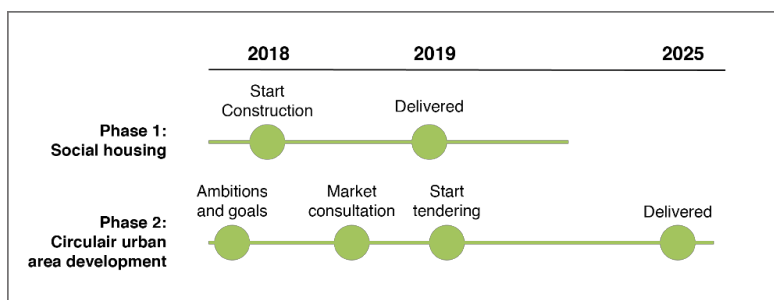 2018 2019 2025
Start
Construction
Delivered
Phase 1:
Social housing
Ambitions
and goals
Market
consultation
Start
tendering
Delivered
Phase 2:
Circulair urban
area development